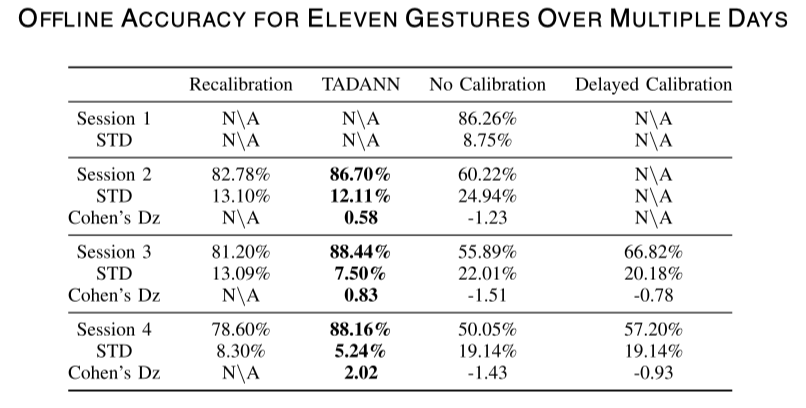 OFFLINE ACCURACY FOR ELEVEN GESTURES OVER MULTIPLE DAYS
Recalibration TADANN No Calibration Delayed Calibration
Session 1 N\A N\A 86.26% N\A
STD N\A N\A 8.75% N\A
Session 2 82.78% 86.70% 60.22% N\A
STD 13.10% 12.11% 24.94% N\A
Cohen's Dz N\A 0.58 -1.23 N\A
Session 3 81.20% 88.44% 55.89% 66.82%
STD 13.09% 7.50% 22.01% 20.18%
Cohen's Dz N\A 0.83 -1.51 -0.78
Session 4 78.60% 88.16% 50.05% 57.20%
STD 8.30% 5.24% 19.14% 19.14%
Cohen's Dz N\A 2.02 -1.43 -0.93